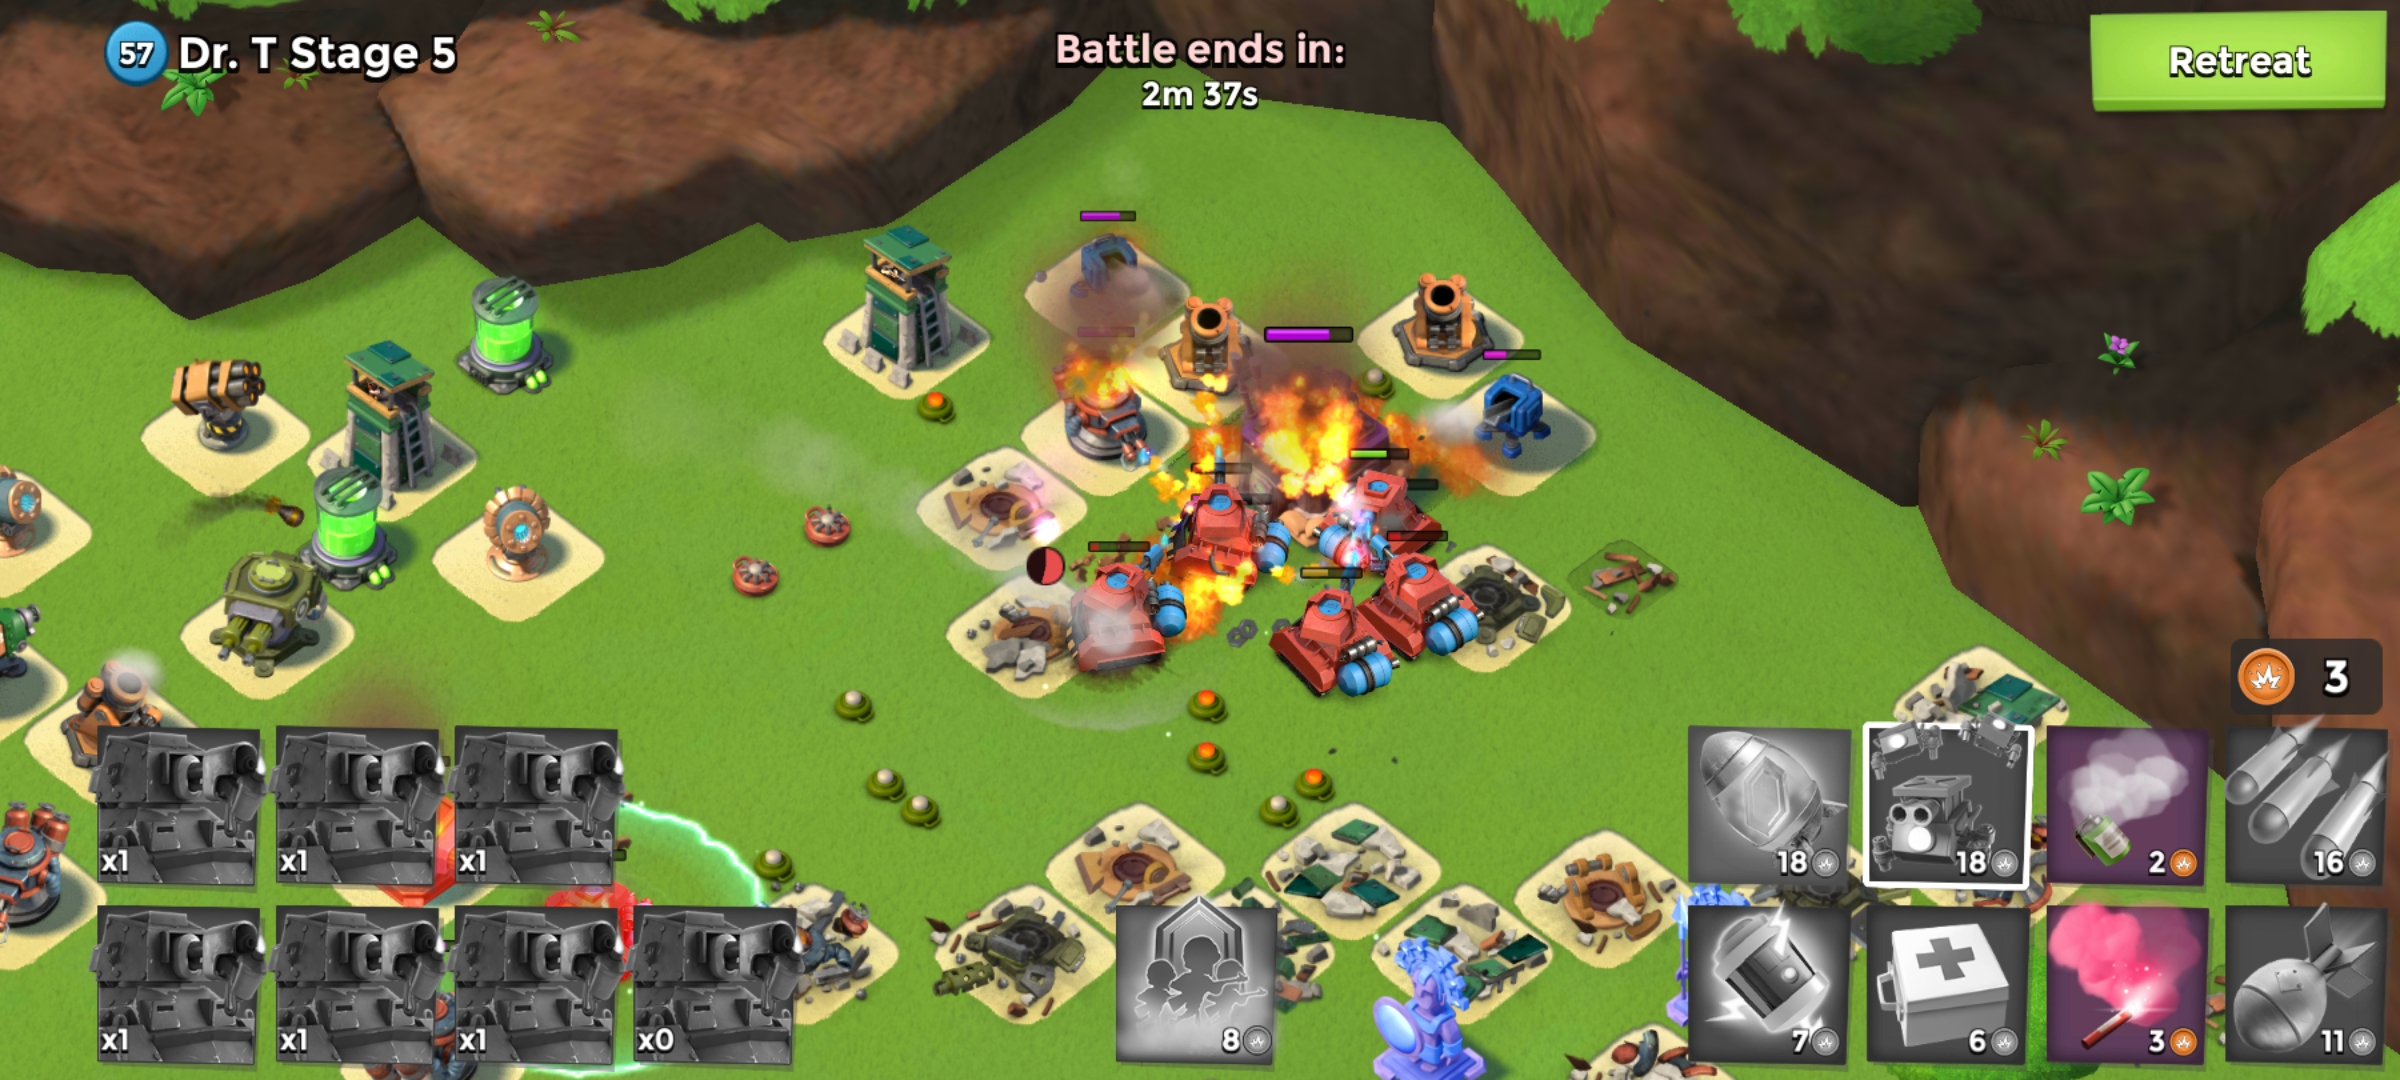 57 Dr. T Stage 5
Battle ends in:
2m 37s
Retreat
3
x1 x1 x1
18 18 2 16
x1 x1 x1 x0
8
7 6 3 11